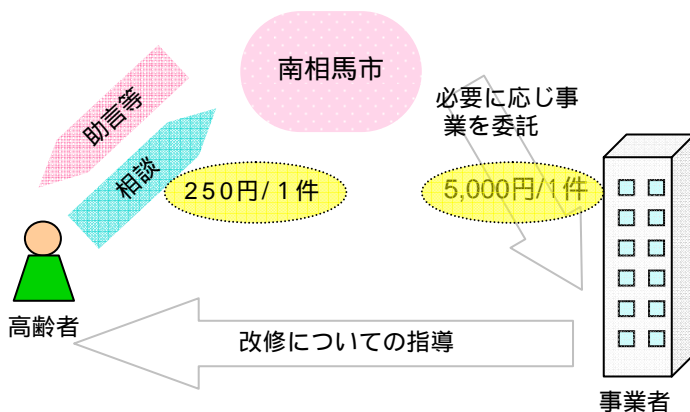 南相馬市
助言等
相談
必要に応じ事
業を委託
250円/１件
5,000円/1件
高齢者
改修についての指導
事業者